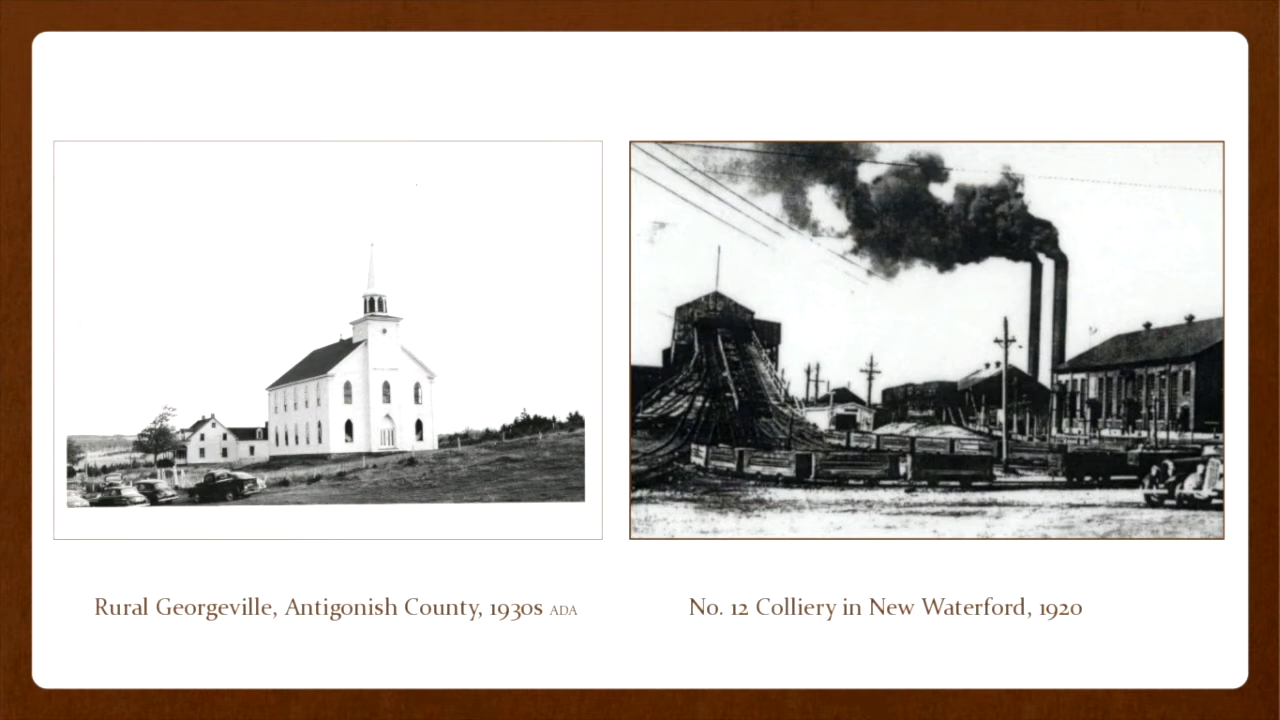 Rural Georgeville, Antigonish County, 1930s ADA
No. 12 Colliery in New Waterford, 1920